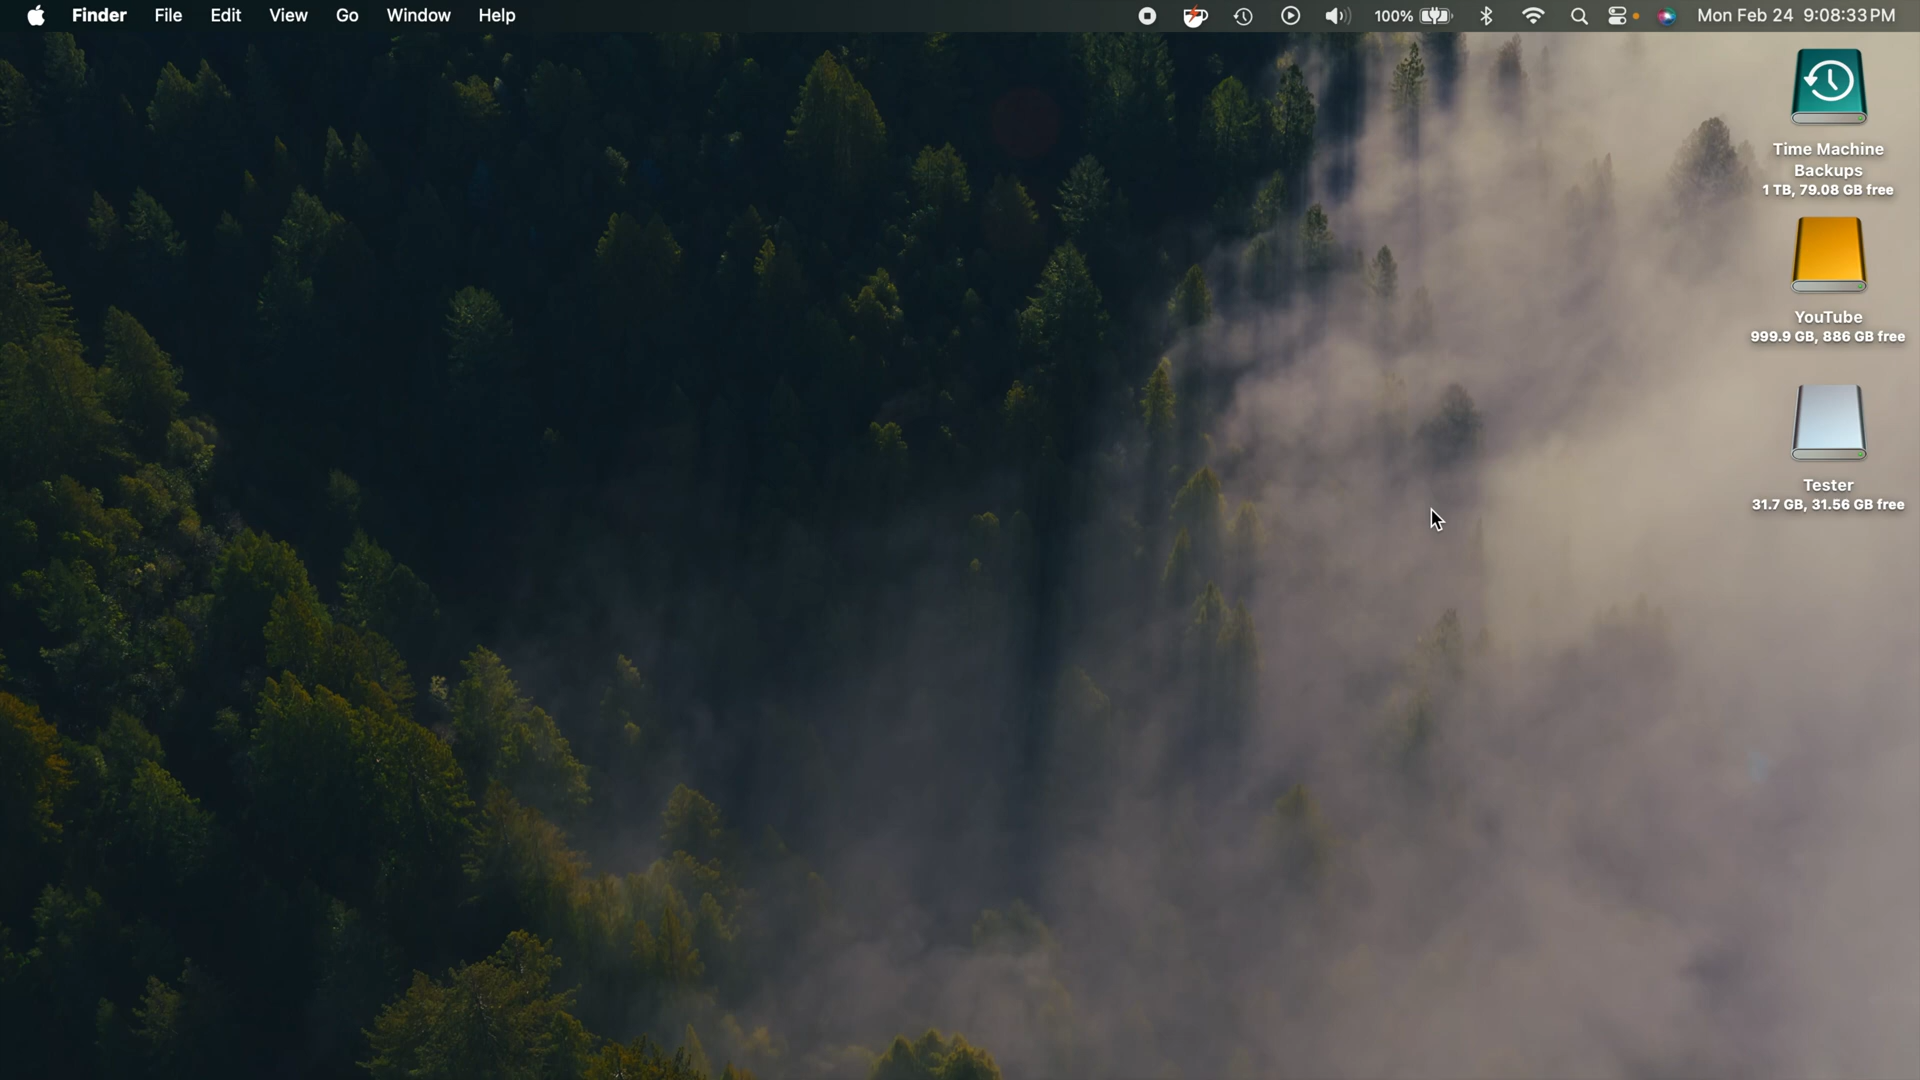 Finder File Edit View Go Window Help 100% Mon Feb 24 9:08:33 PM
Time Machine
Backups
1 TB, 79.08 GB free
YouTube
999.9 GB, 886 GB free
Tester
31.7 GB, 31.56 GB free